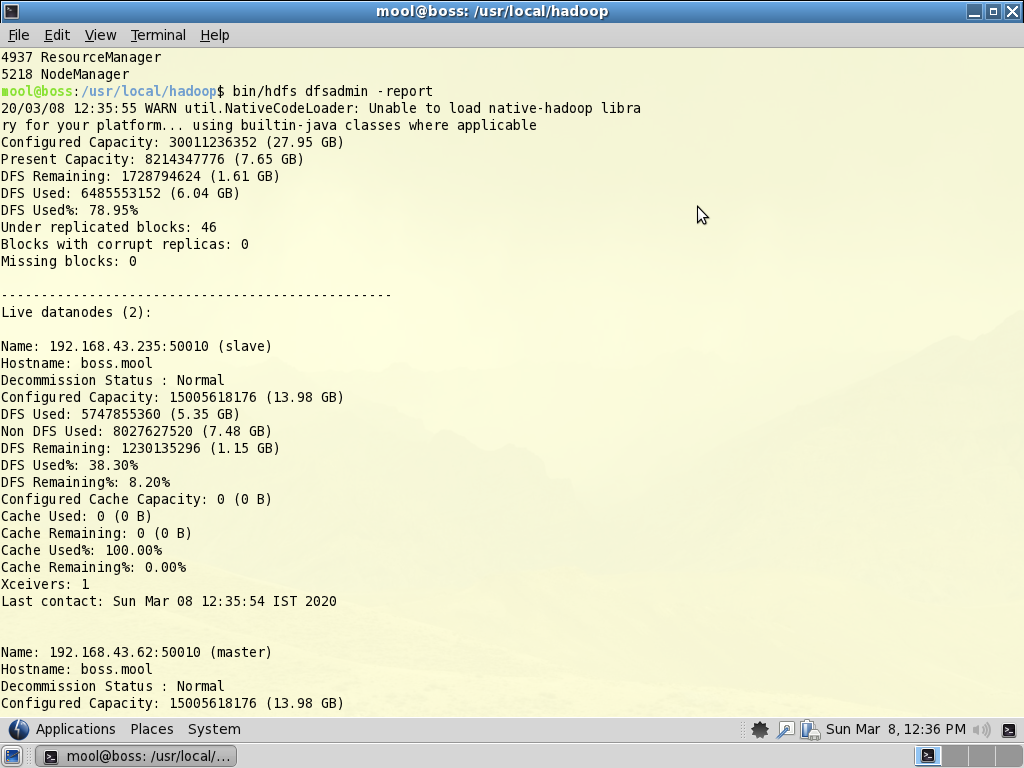 mool@boss: /usr/local/hadoop
File Edit View Terminal Help
4937 ResourceManager
5218 NodeManager
mool@boss:/usr/local/hadoop$ bin/hdfs dfsadmin -report
20/03/08 12:35:55 WARN util.NativeCodeLoader: Unable to load native-hadoop libra
ry for your platform... using builtin-java classes where applicable
Configured Capacity: 30011236352 (27.95 GB)
Present Capacity: 8214347776 (7.65 GB)
DFS Remaining: 1728794624 (1.61 GB)
DFS Used: 6485553152 (6.04 GB)
DFS Used%: 78.95%
Under replicated blocks: 46
Blocks with corrupt replicas: 0
Missing blocks: 0
-------------------------------------------------
Live datanodes (2):
Name: 192.168.43.235:50010 (slave)
Hostname: boss.mool
Decommission Status : Normal
Configured Capacity: 15005618176 (13.98 GB)
DFS Used: 5747855360 (5.35 GB)
Non DFS Used: 8027627520 (7.48 GB)
DFS Remaining: 1230135296 (1.15 GB)
DFS Used%: 38.30%
DFS Remaining%: 8.20%
Configured Cache Capacity: 0 (0 B)
Cache Used: 0 (0 B)
Cache Remaining: 0 (0 B)
Cache Used%: 100.00%
Cache Remaining%: 0.00%
Xceivers: 1
Last contact: Sun Mar 08 12:35:54 IST 2020
Name: 192.168.43.62:50010 (master)
Hostname: boss.mool
Decommission Status : Normal
Configured Capacity: 15005618176 (13.98 GB)
Applications Places System Sun Mar 8, 12:36 PM
mool@boss: /usr/local/...